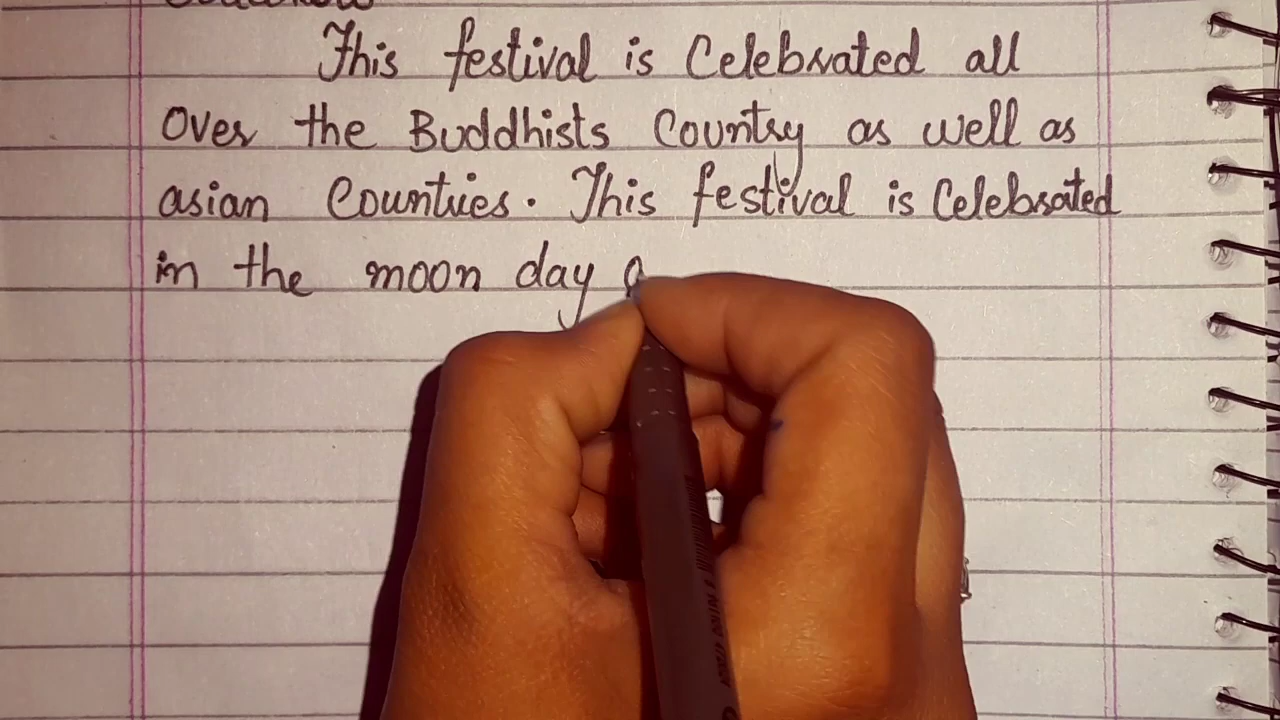 This festival is Celebrated all
Over the Buddhists Country as well as
asian Countries. This festival is Celebrated
in the moon day